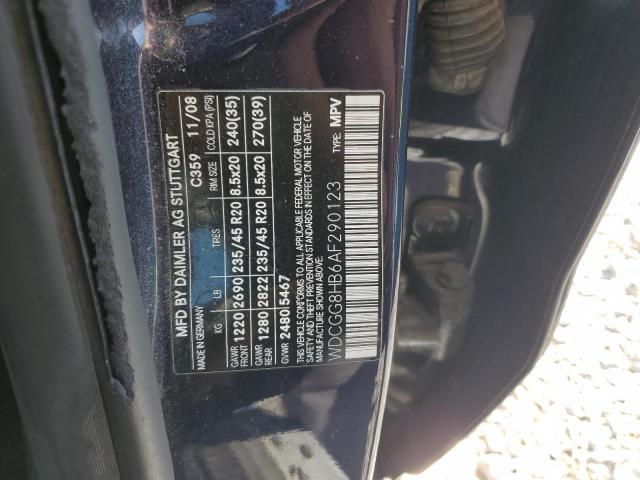 MFD BY DAIMLER AG STUTTGART
MADE IN GERMANY C359 11/08
KG LB TIRES RIM SIZE COLD KPA (PSI)
GAWR FRONT 1220 2690 235/45 R20 8.5x20 240(35)
GAWR REAR 1280 2822 235/45 R20 8.5x20 270(39)
GVWR 2480 5467
THIS VEHICLE CONFORMS TO ALL APPLICABLE FEDERAL MOTOR VEHICLE
SAFETY AND THEFT PREVENTION STANDARDS IN EFFECT ON THE DATE OF
MANUFACTURE SHOWN ABOVE.
WDCGG8HB6AF290123 TYPE: MPV